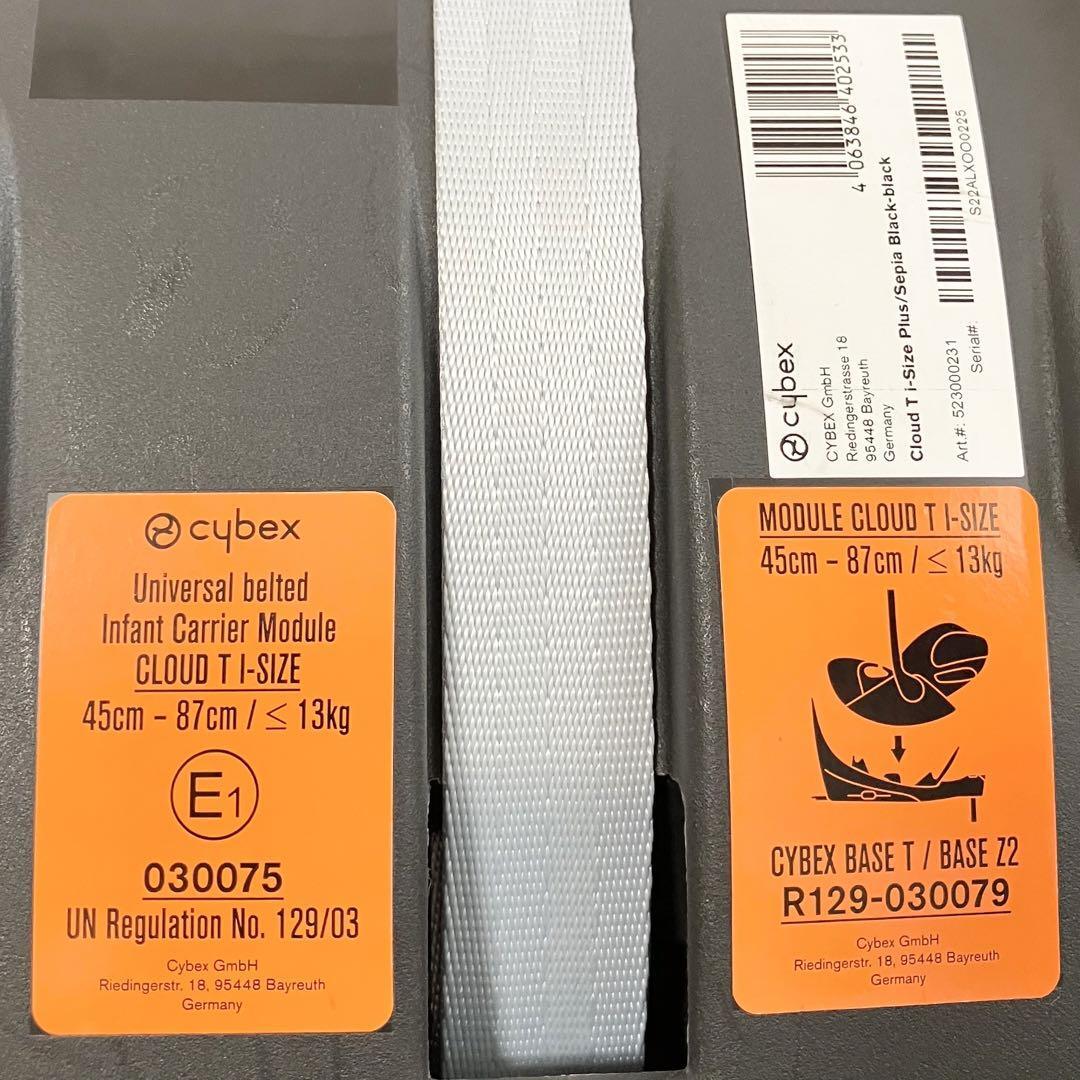 cybex
Universal belted
Infant Carrier Module
CLOUD T I-SIZE
45cm – 87cm / ≤ 13kg
E1
030075
UN Regulation No. 129/03
Cybex GmbH
Riedingerstr. 18, 95448 Bayreuth
Germany
4 063846 402533
cybex
CYBEX GmbH
Riedingerstrasse 18
95448 Bayreuth
Germany
Cloud T i-Size Plus/Sepia Black-black
Art.#: 523000231
Serial#:
S22ALXOO0225
MODULE CLOUD T I-SIZE
45cm – 87cm / ≤ 13kg
CYBEX BASE T / BASE Z2
R129-030079
Cybex GmbH
Riedingerstr. 18, 95448 Bayreuth
Germany